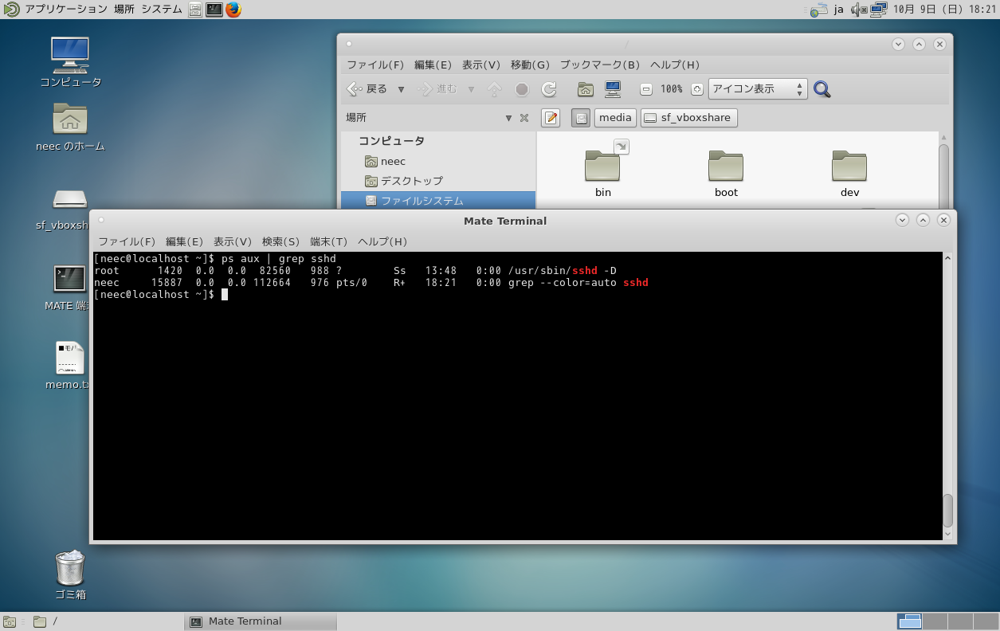 アプリケーション 場所 システム
ja 10月 9日 (日) 18:21
コンピュータ
neec のホーム
sf_vboxsh
MATE 端
■モバ
memo.tx
ゴミ箱
/
ファイル(F) 編集(E) 表示(V) 移動(G) ブックマーク(B) ヘルプ(H)
戻る 進む 100% アイコン表示
場所 media sf_vboxshare
コンピュータ
neec
デスクトップ
ファイルシステム
bin boot dev
Mate Terminal
ファイル(F) 編集(E) 表示(V) 検索(S) 端末(T) ヘルプ(H)
[neec@localhost ~]$ ps aux | grep sshd
root 1420 0.0 0.0 82560 988 ? Ss 13:48 0:00 /usr/sbin/sshd -D
neec 15887 0.0 0.0 112664 976 pts/0 R+ 18:21 0:00 grep --color=auto sshd
[neec@localhost ~]$
/ Mate Terminal